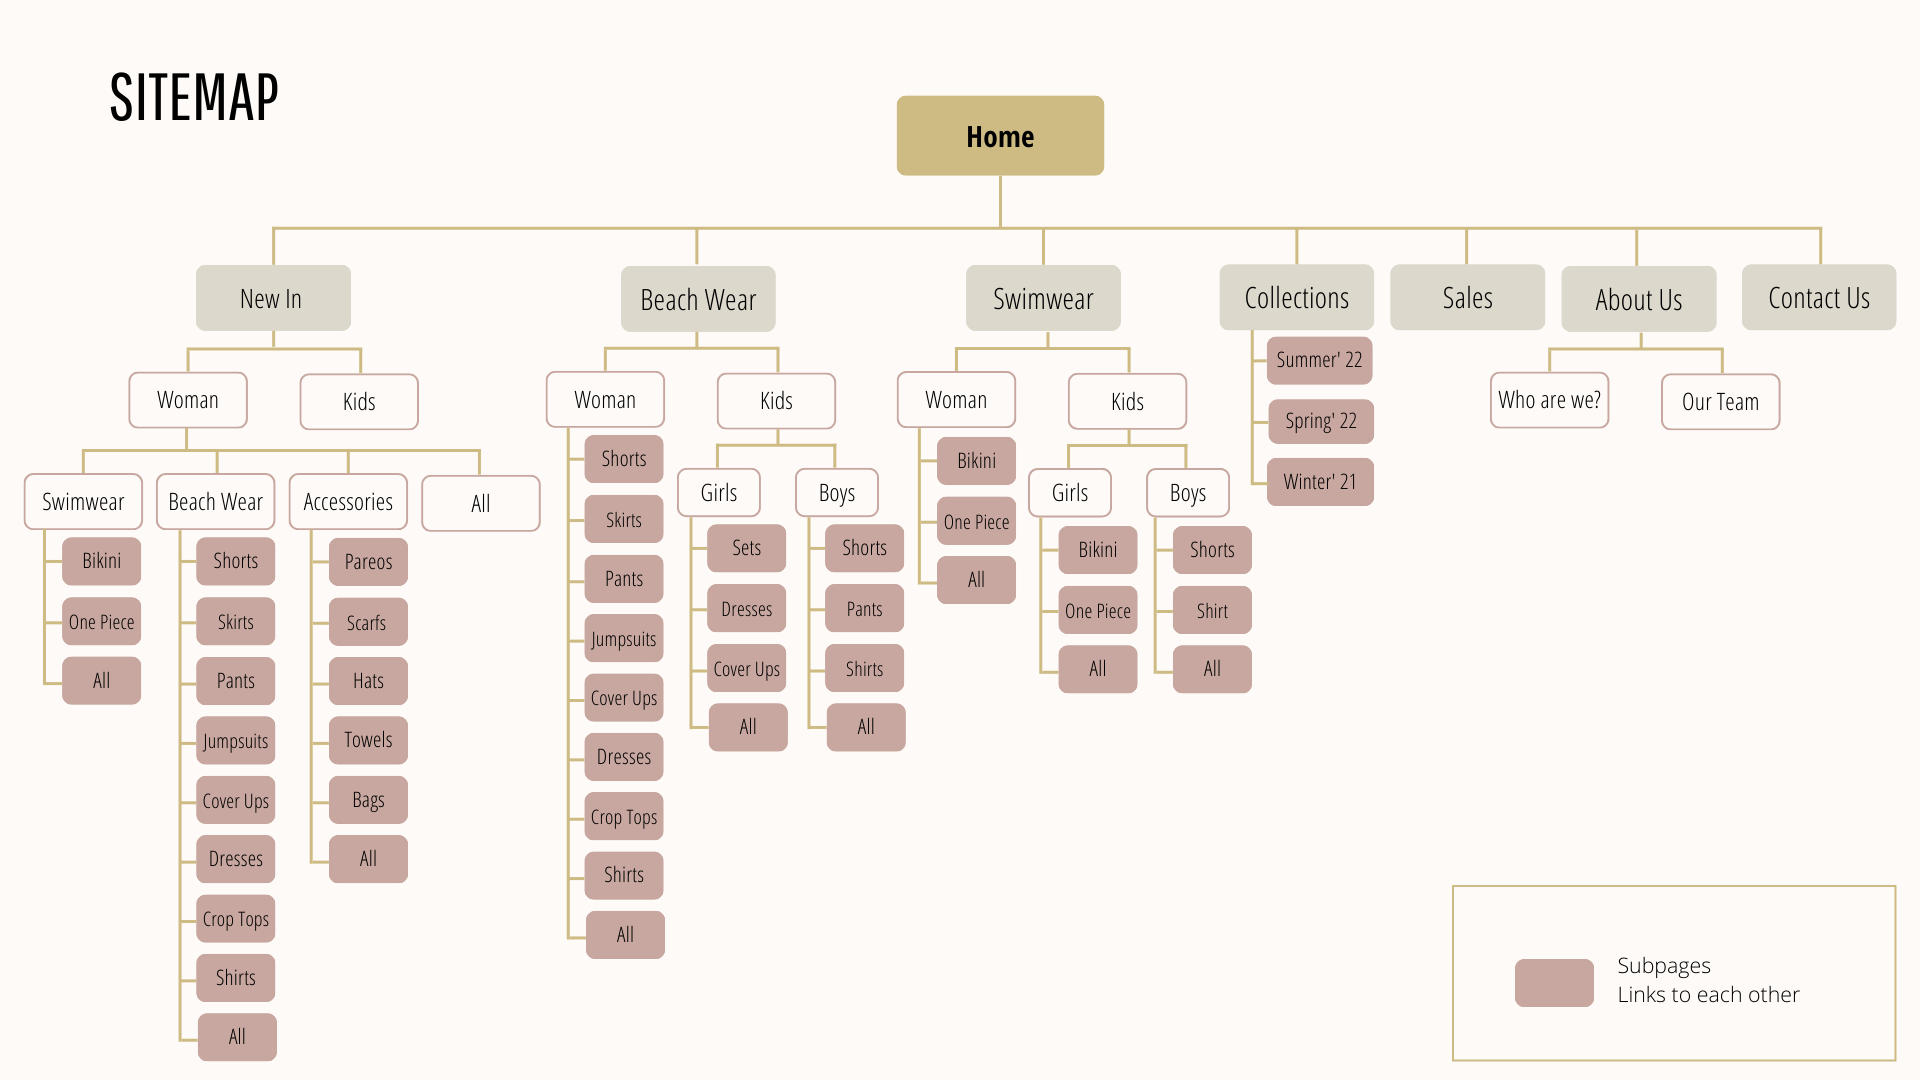 SITEMAP
Home
New In
Beach Wear
Swimwear
Collections
Sales
About Us
Contact Us
Woman
Kids
Swimwear
Bikini
One Piece
All
Beach Wear
Shorts
Skirts
Pants
Jumpsuits
Cover Ups
Dresses
Crop Tops
Shirts
All
Accessories
Pareos
Scarfs
Hats
Towels
Bags
All
All
Woman
Shorts
Skirts
Pants
Jumpsuits
Cover Ups
Dresses
Crop Tops
Shirts
All
Kids
Girls
Sets
Dresses
Cover Ups
All
Boys
Shorts
Pants
Shirts
All
Woman
Bikini
One Piece
All
Kids
Girls
Bikini
One Piece
All
Boys
Shorts
Shirt
All
Summer' 22
Spring' 22
Winter' 21
Who are we?
Our Team
Subpages
Links to each other